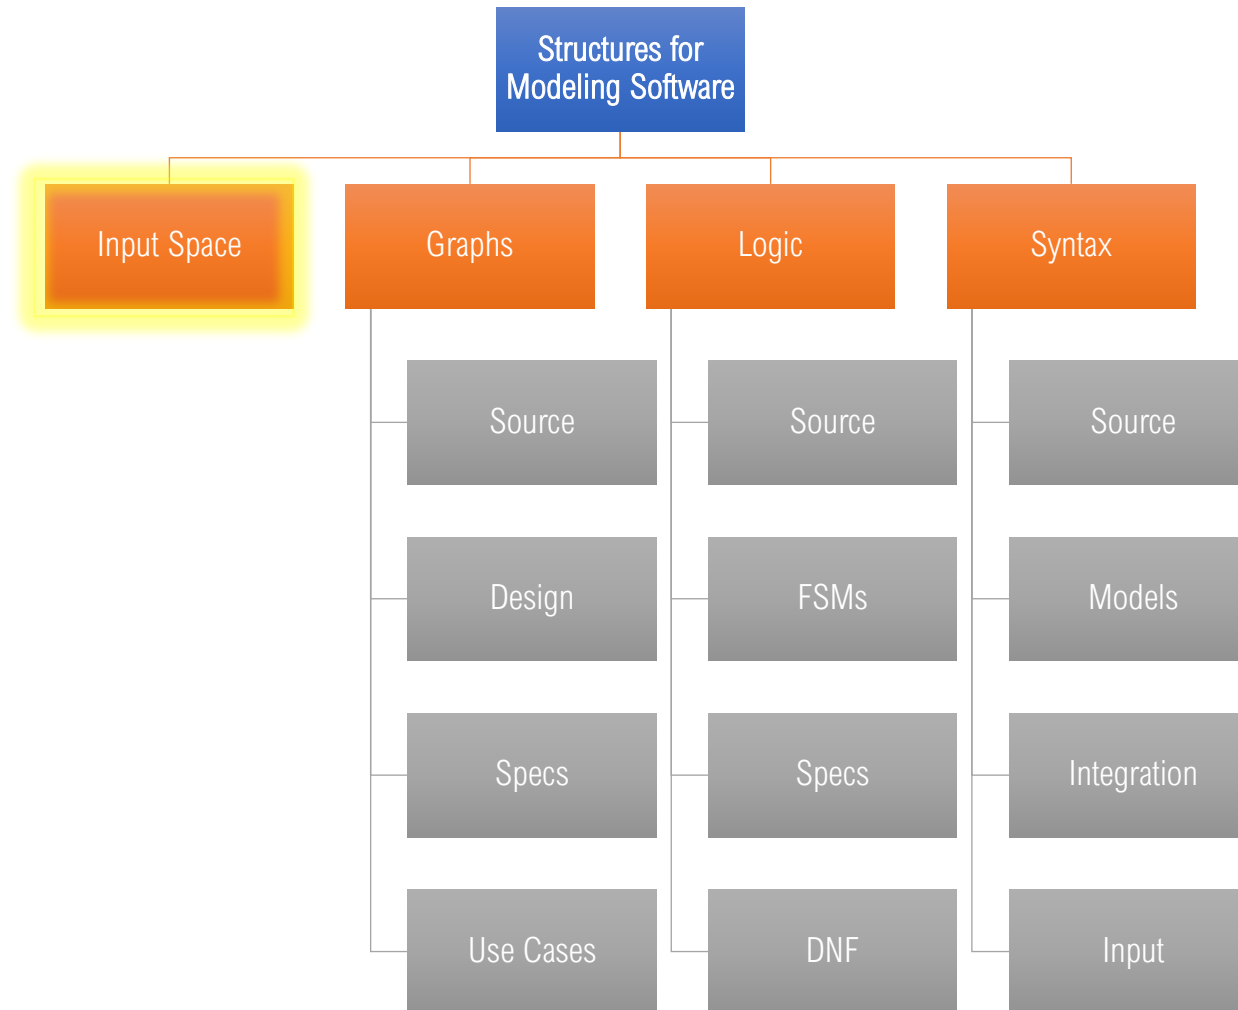 Structures for
Modeling Software
Input Space
Graphs
Logic
Syntax
Source
Source
Source
Design
FSMs
Models
Specs
Specs
Integration
Use Cases
DNF
Input